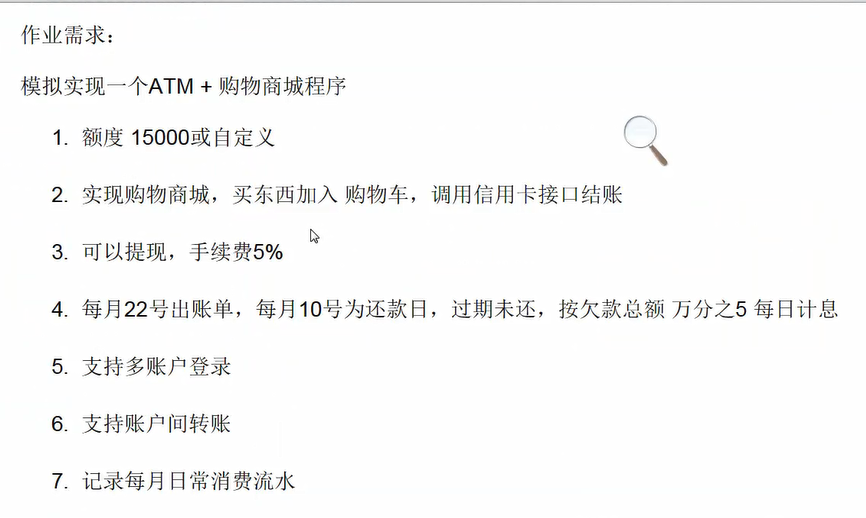 作业需求：
模拟实现一个ATM + 购物商城程序
1. 额度 15000或自定义
2. 实现购物商城，买东西加入 购物车，调用信用卡接口结账
3. 可以提现，手续费5%
4. 每月22号出账单，每月10号为还款日，过期未还，按欠款总额 万分之5 每日计息
5. 支持多账户登录
6. 支持账户间转账
7. 记录每月日常消费流水